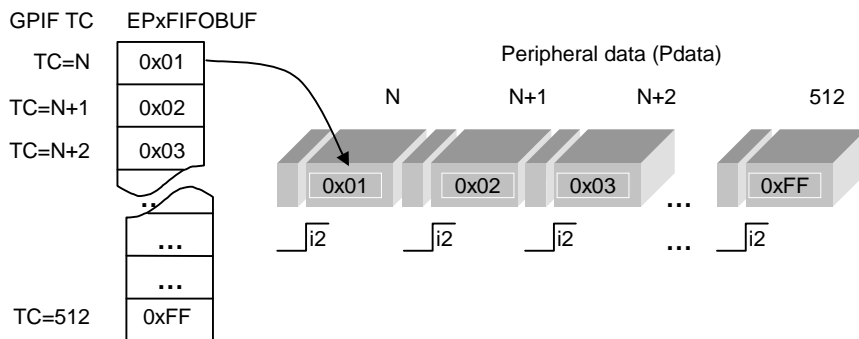 GPIF TC EPxFIFOBUF
TC=N 0x01
TC=N+1 0x02
TC=N+2 0x03
...
...
...
TC=512 0xFF
Peripheral data (Pdata)
N N+1 N+2 512
0x01 0x02 0x03 ... 0xFF
i2 i2 i2 ... i2